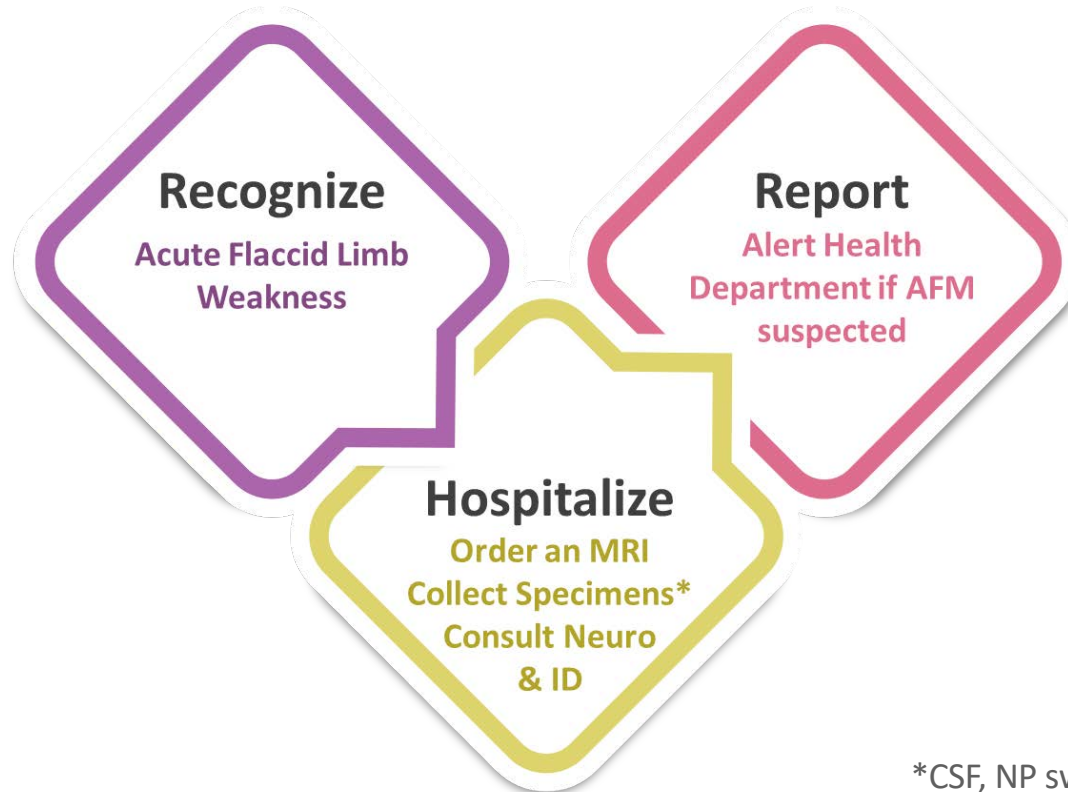 Recognize
Acute Flaccid Limb
Weakness
Report
Alert Health
Department if AFM
suspected
Hospitalize
Order an MRI
Collect Specimens*
Consult Neuro
& ID
*CSF, NP